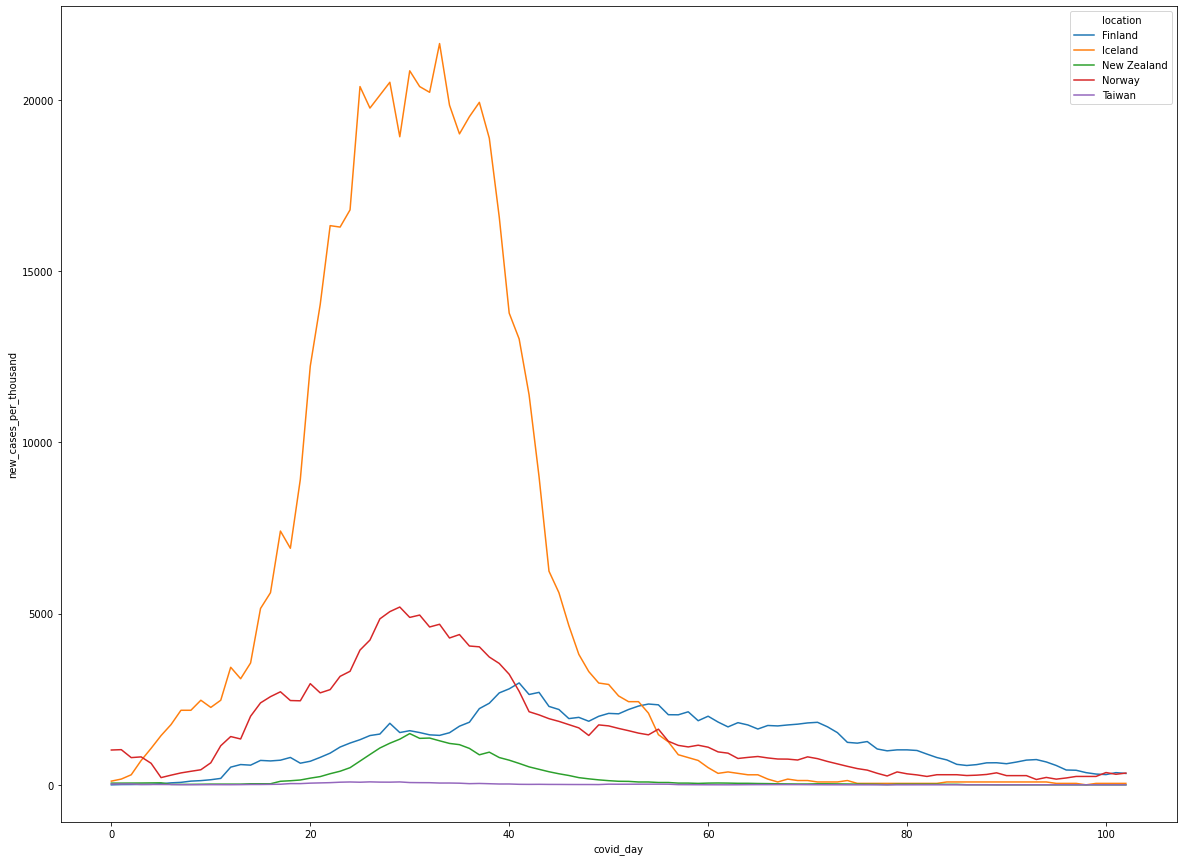 location
Finland
Iceland
New Zealand
Norway
Taiwan
20000
15000
10000
5000
0
new_cases_per_thousand
0 20 40 60 80 100
covid_day